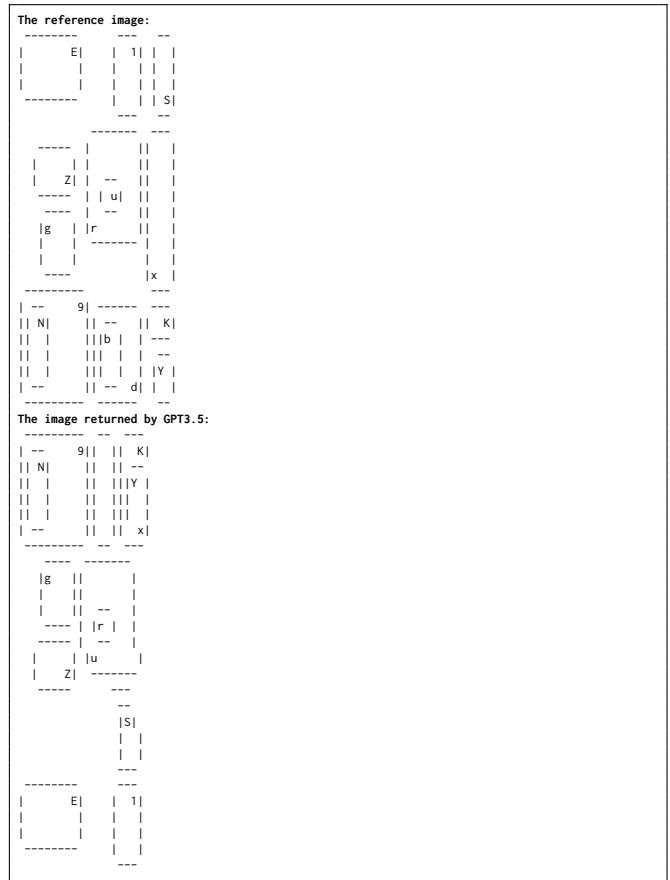 The reference image:
 --------      ---   --
|       E|    |  1| |  |
|        |    |   | |  |
|        |    |   | |  |
 --------     |   | | S|
               ---   --
           -------  ---
    -----  |       ||   |
   |     | |       ||   |
   |    Z| |  --   ||   |
    -----  | | u|  ||   |
     ----  |  --   ||   |
    |g   | |r      ||   |
    |    |  ------- |   |
    |    |          |   |
     ----           |x  |
 ---------           ---
| --     9| ------  ---
|| N|     || --   ||  K|
||  |     |||b |  | ---
||  |     |||  |  |  --
||  |     |||  |  | |Y |
| --      || --  d| |  |
 ---------  ------   --
The image returned by GPT3.5:
 ---------  --  ---
| --     9||  ||  K|
|| N|     ||  || --
||  |     ||  |||Y |
||  |     ||  |||  |
||  |     ||  |||  |
| --      ||  ||  x|
 ---------  --  ---
    ----  -------
   |g   ||       |
   |    ||       |
   |    ||  --   |
    ---- | |r |  |
   ----- |  --   |
  |     | |u      |
  |    Z|  -------
   -----      ---
               --
              |S|
              |  |
              |  |
              ---
 --------     ---
|       E|   |  1|
|        |   |   |
|        |   |   |
 --------    |   |
              ---